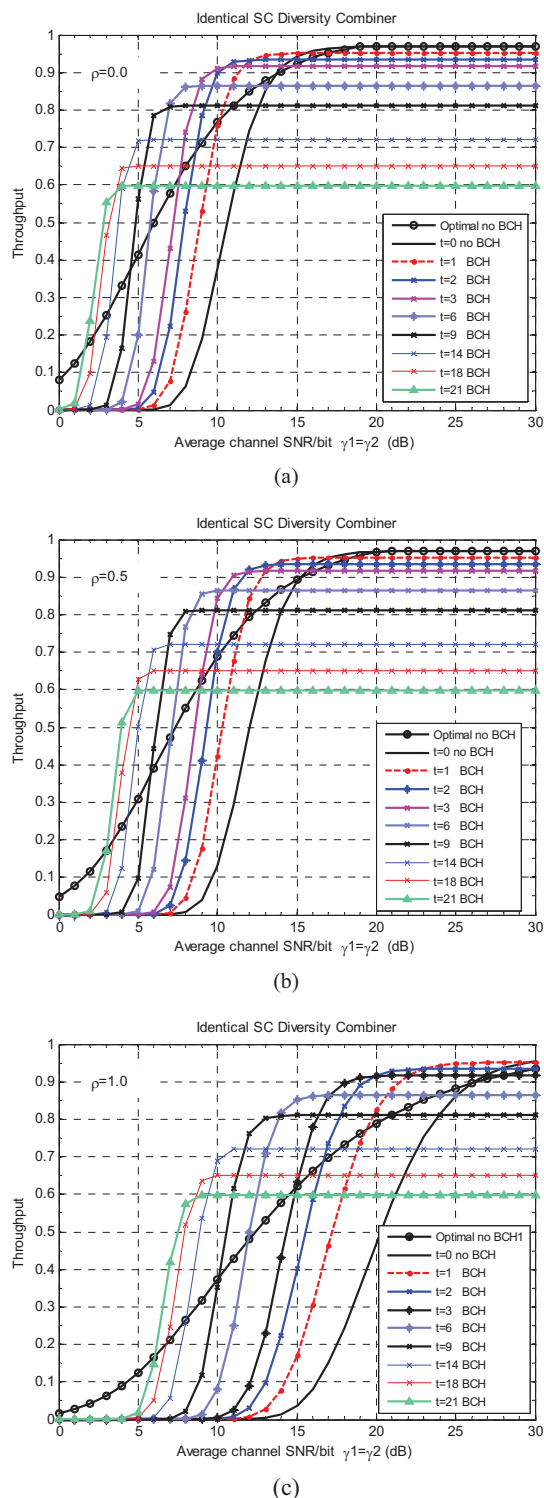 Identical SC Diversity Combiner
1
0.9
0.8
0.7
0.6
0.5
0.4
0.3
0.2
0.1
0
ρ=0.0
Throughput
Optimal no BCH
t=0 no BCH
t=1 BCH
t=2 BCH
t=3 BCH
t=6 BCH
t=9 BCH
t=14 BCH
t=18 BCH
t=21 BCH
0 5 10 15 20 25 30
Average channel SNR/bit γ1=γ2 (dB)
(a)
Identical SC Diversity Combiner
1
0.9
0.8
0.7
0.6
0.5
0.4
0.3
0.2
0.1
0
ρ=0.5
Throughput
Optimal no BCH
t=0 no BCH
t=1 BCH
t=2 BCH
t=3 BCH
t=6 BCH
t=9 BCH
t=14 BCH
t=18 BCH
t=21 BCH
0 5 10 15 20 25 30
Average channel SNR/bit γ1=γ2 (dB)
(b)
Identical SC Diversity Combiner
1
0.9
0.8
0.7
0.6
0.5
0.4
0.3
0.2
0.1
0
ρ=1.0
Throughput
Optimal no BCH1
t=0 no BCH
t=1 BCH
t=2 BCH
t=3 BCH
t=6 BCH
t=9 BCH
t=14 BCH
t=18 BCH
t=21 BCH
0 5 10 15 20 25 30
Average channel SNR/bit γ1=γ2 (dB)
(c)